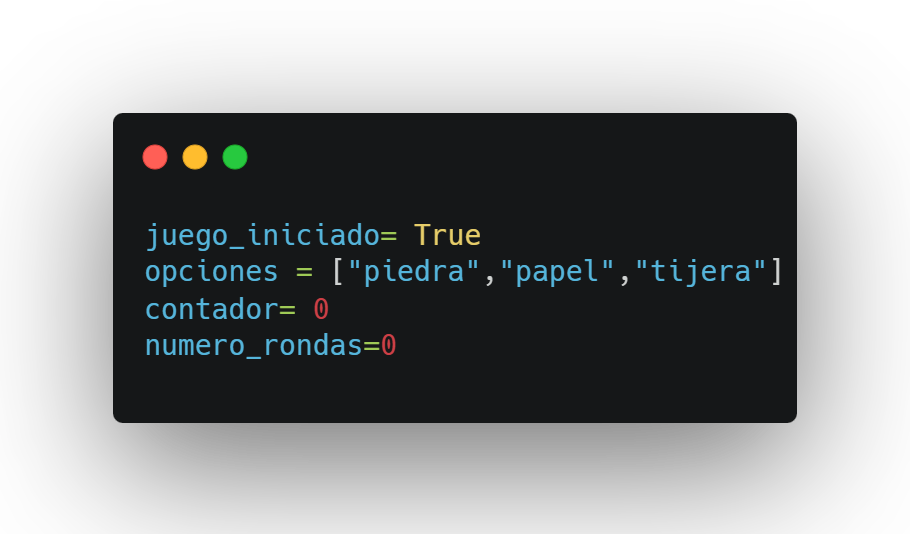 juego_iniciado= True
opciones = ["piedra","papel","tijera"]
contador= 0
numero_rondas=0